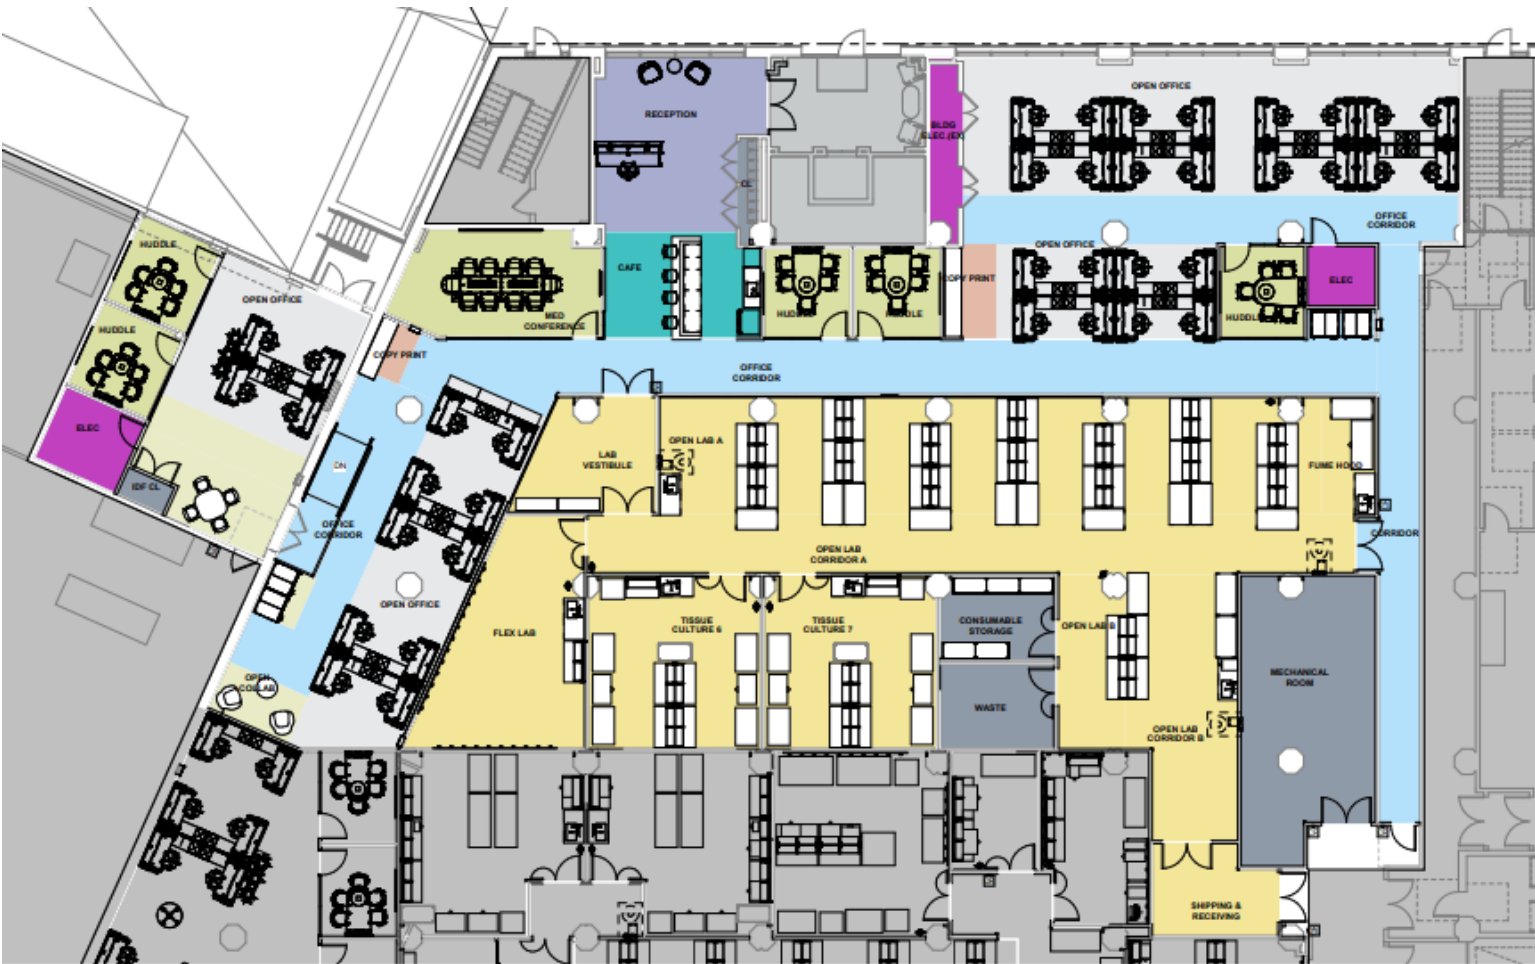 OPEN OFFICE
RECEPTION
BLDG
ELEC (EX)
CL
OFFICE
CORRIDOR
HUDDLE
OPEN OFFICE
CAFE
COPY PRINT
ELEC
OPEN OFFICE
HUDDLE
MED
CONFERENCE
HUDDLE
HUDDLE
HUDDLE
COPY PRINT
OFFICE
CORRIDOR
ELEC
OPEN LAB A
LAB
VESTIBULE
FUME HOOD
DN
IDF CL
OFFICE
CORRIDOR
CORRIDOR
OPEN LAB
CORRIDOR A
OPEN OFFICE
FLEX LAB
TISSUE
CULTURE 6
TISSUE
CULTURE 7
CONSUMABLE
STORAGE
OPEN LAB B
OPEN
COLLAB
MECHANICAL
ROOM
WASTE
OPEN LAB
CORRIDOR B
SHIPPING &
RECEIVING